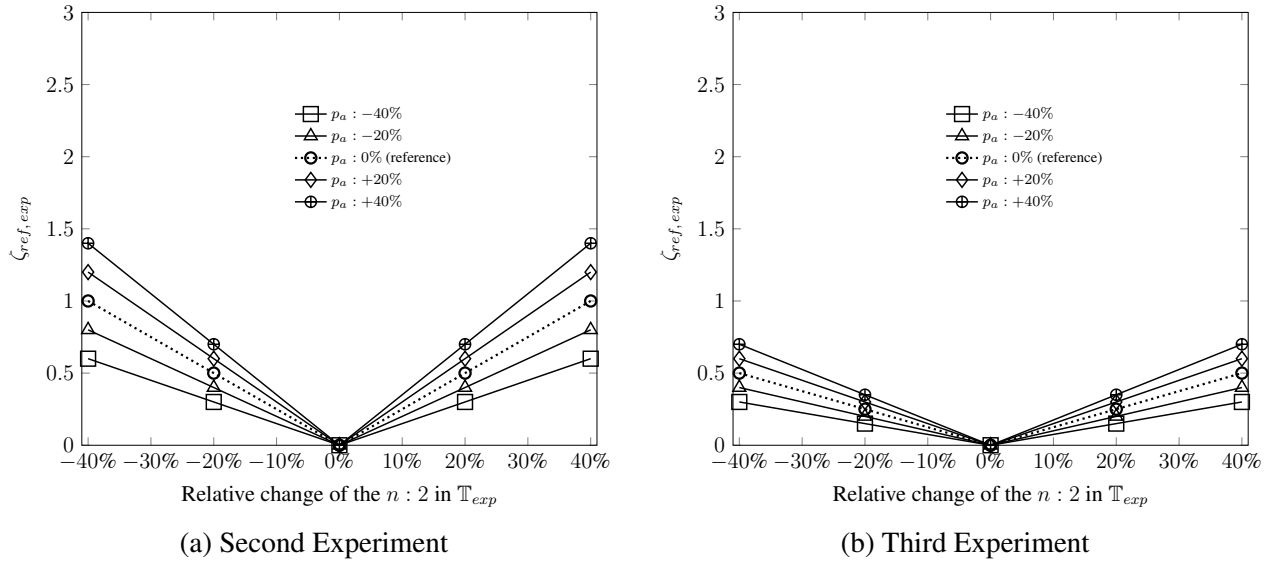 3
2.5
2
1.5
1
0.5
0
ζref,exp
pa : −40%
pa : −20%
pa : 0% (reference)
pa : +20%
pa : +40%
−40% −30% −20% −10% 0% 10% 20% 30% 40%
Relative change of the n : 2 in 𝕋exp
(a) Second Experiment
3
2.5
2
1.5
1
0.5
0
ζref,exp
pa : −40%
pa : −20%
pa : 0% (reference)
pa : +20%
pa : +40%
−40% −30% −20% −10% 0% 10% 20% 30% 40%
Relative change of the n : 2 in 𝕋exp
(b) Third Experiment